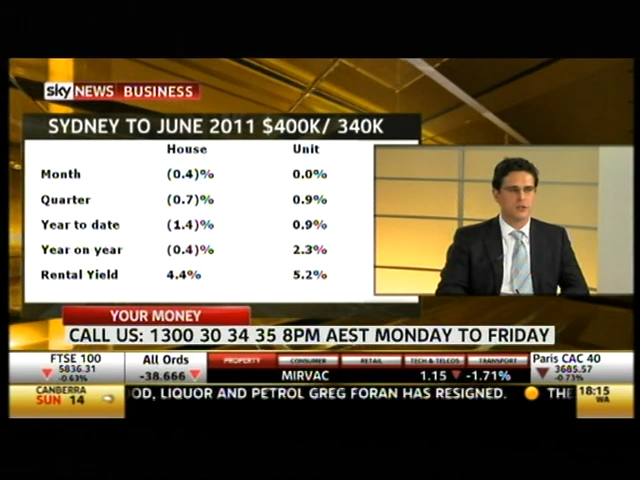 sky NEWS BUSINESS
SYDNEY TO JUNE 2011 $400K/ 340K
House Unit
Month (0.4)% 0.0%
Quarter (0.7)% 0.9%
Year to date (1.4)% 0.9%
Year on year (0.4)% 2.3%
Rental Yield 4.4% 5.2%
YOUR MONEY
CALL US: 1300 30 34 35 8PM AEST MONDAY TO FRIDAY
FTSE 100 All Ords PROPERTY CONSUMER RETAIL TECH & TELCOS TRANSPORT Paris CAC 40
5836.31 -38.666 MIRVAC 1.15 -1.71% 3685.57
-0.63% -0.73%
CANBERRA OD, LIQUOR AND PETROL GREG FORAN HAS RESIGNED. THE 18:15
SUN 14 WA